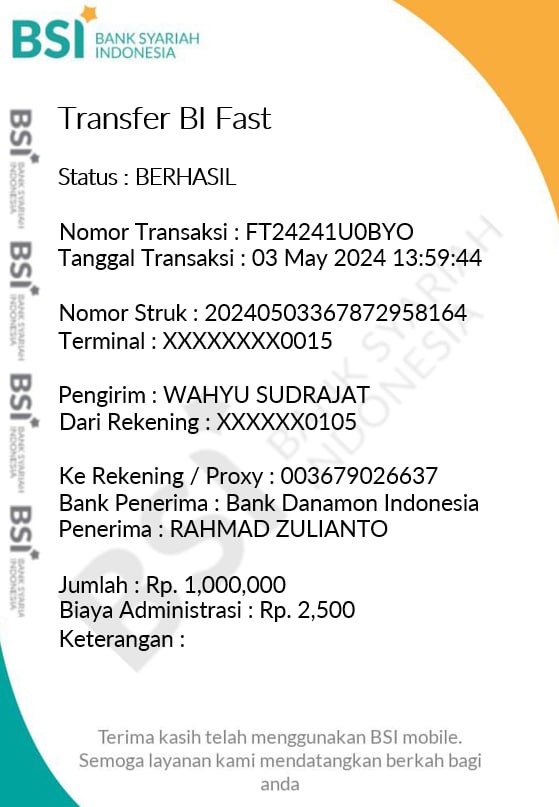 BSI BANK SYARIAH
INDONESIA
Transfer BI Fast
Status : BERHASIL
Nomor Transaksi : FT24241U0BYO
Tanggal Transaksi : 03 May 2024 13:59:44
Nomor Struk : 20240503367872958164
Terminal : XXXXXXXX0015
Pengirim : WAHYU SUDRAJAT
Dari Rekening : XXXXXX0105
Ke Rekening / Proxy : 003679026637
Bank Penerima : Bank Danamon Indonesia
Penerima : RAHMAD ZULIANTO
Jumlah : Rp. 1,000,000
Biaya Administrasi : Rp. 2,500
Keterangan :
Terima kasih telah menggunakan BSI mobile.
Semoga layanan kami mendatangkan berkah bagi
anda
BSI BANK SYARIAH
INDONESIA
BSI BANK SYARIAH
INDONESIA
BSI BANK SYARIAH
INDONESIA
BSI BANK SYARIA
INDONESIA
BSI BANK SYARIAH
INDONESIA